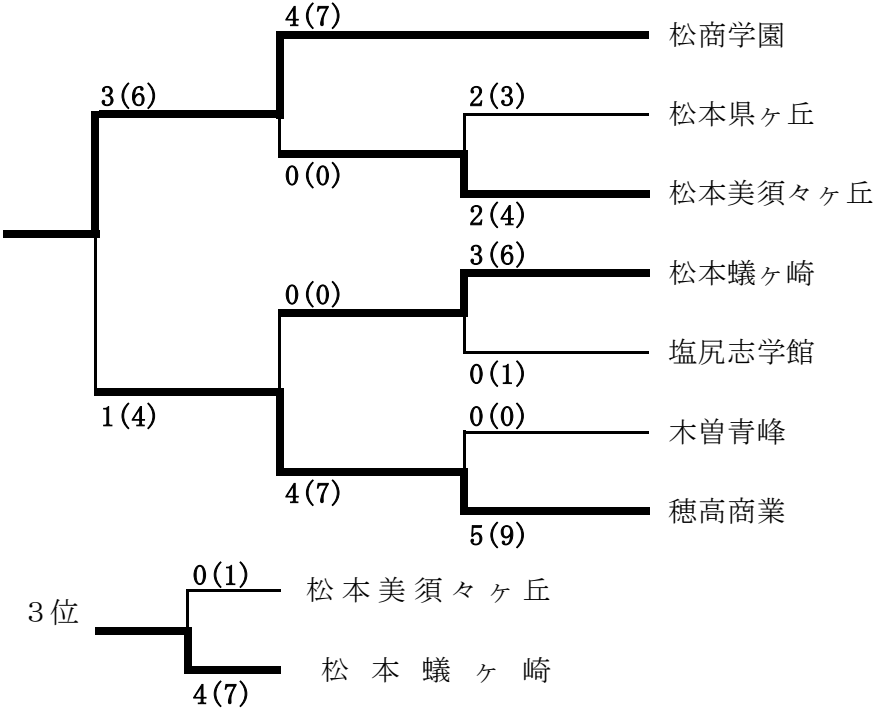 4(7)
松商学園
3(6)
2(3)
松本県ヶ丘
0(0)
松本美須々ヶ丘
2(4)
3(6)
松本蟻ヶ崎
0(0)
塩尻志学館
0(1)
1(4)
0(0)
木曽青峰
4(7)
穂高商業
5(9)
0(1)
松本美須々ヶ丘
3位
松本蟻ヶ崎
4(7)